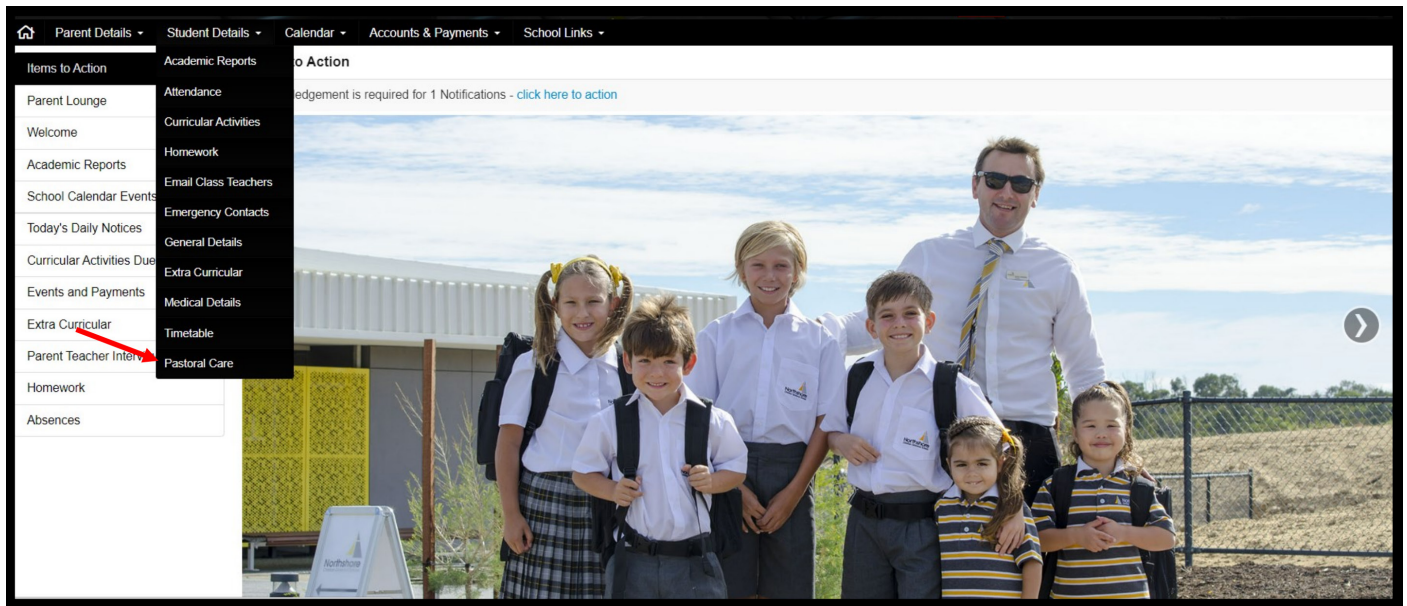 Parent Details
Student Details
Calendar
Accounts & Payments
School Links
Items to Action
Parent Lounge
Welcome
Academic Reports
School Calendar Events
Today's Daily Notices
Curricular Activities Due
Events and Payments
Extra Curricular
Parent Teacher Interv
Homework
Absences
Academic Reports
Attendance
Curricular Activities
Homework
Email Class Teachers
Emergency Contacts
General Details
Extra Curricular
Medical Details
Timetable
Pastoral Care
o Action
edgement is required for 1 Notifications - click here to action
Northshore
Northshore
Northshore